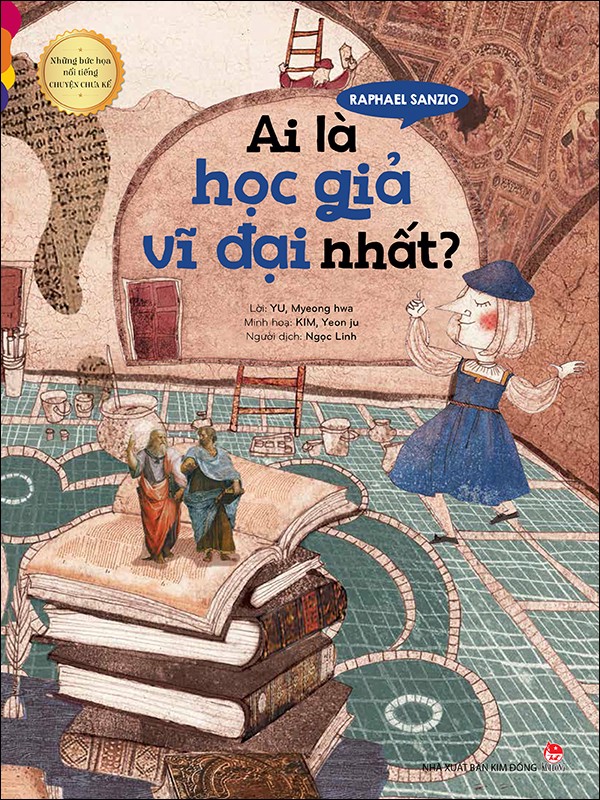 Những bức họa
nổi tiếng
CHUYỆN CHƯA KỂ
RAPHAEL SANZIO
Ai là
học giả
vĩ đại nhất?
Lời: YU, Myeong hwa
Minh hoạ: KIM, Yeon ju
Người dịch: Ngọc Linh
NHÀ XUẤT BẢN KIM ĐỒNG